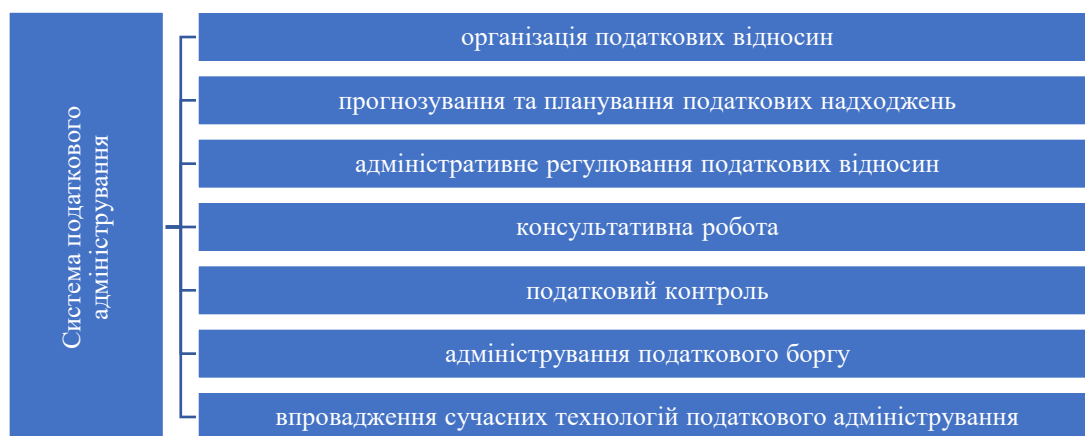 Система податкового
адміністрування
організація податкових відносин
прогнозування та планування податкових надходжень
адміністративне регулювання податкових відносин
консультативна робота
податковий контроль
адміністрування податкового боргу
впровадження сучасних технологій податкового адміністрування